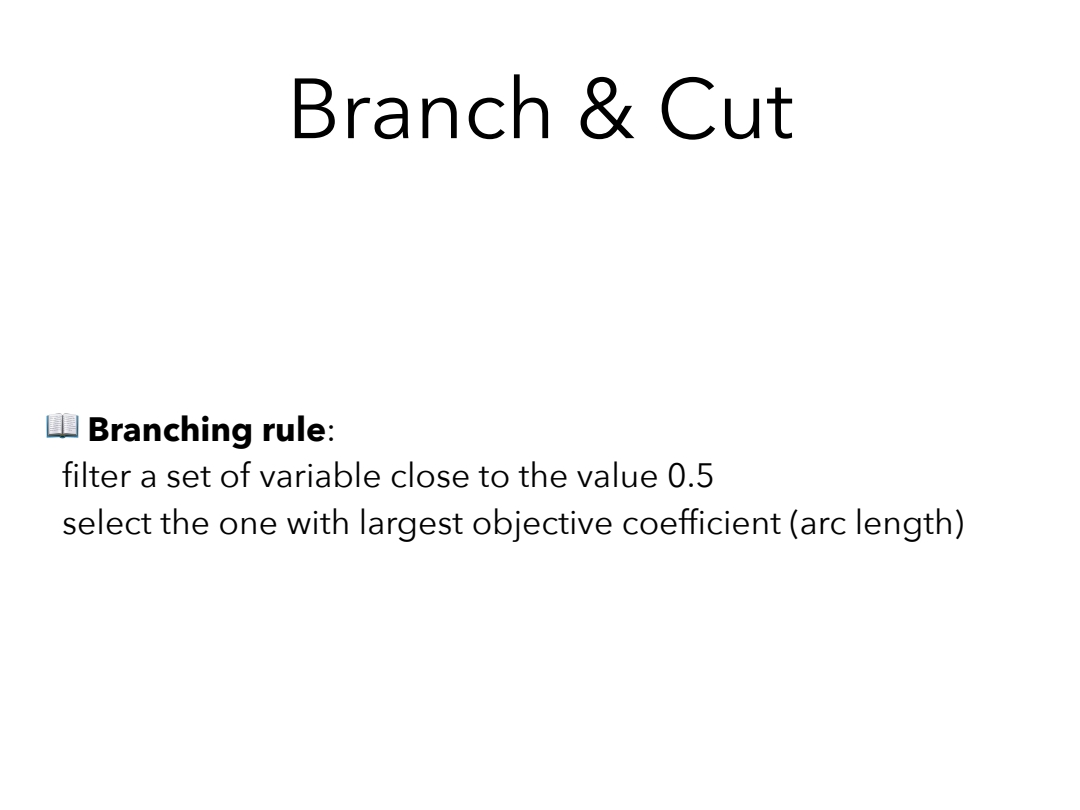 Branch & Cut
📖 Branching rule:
filter a set of variable close to the value 0.5
select the one with largest objective coefficient (arc length)